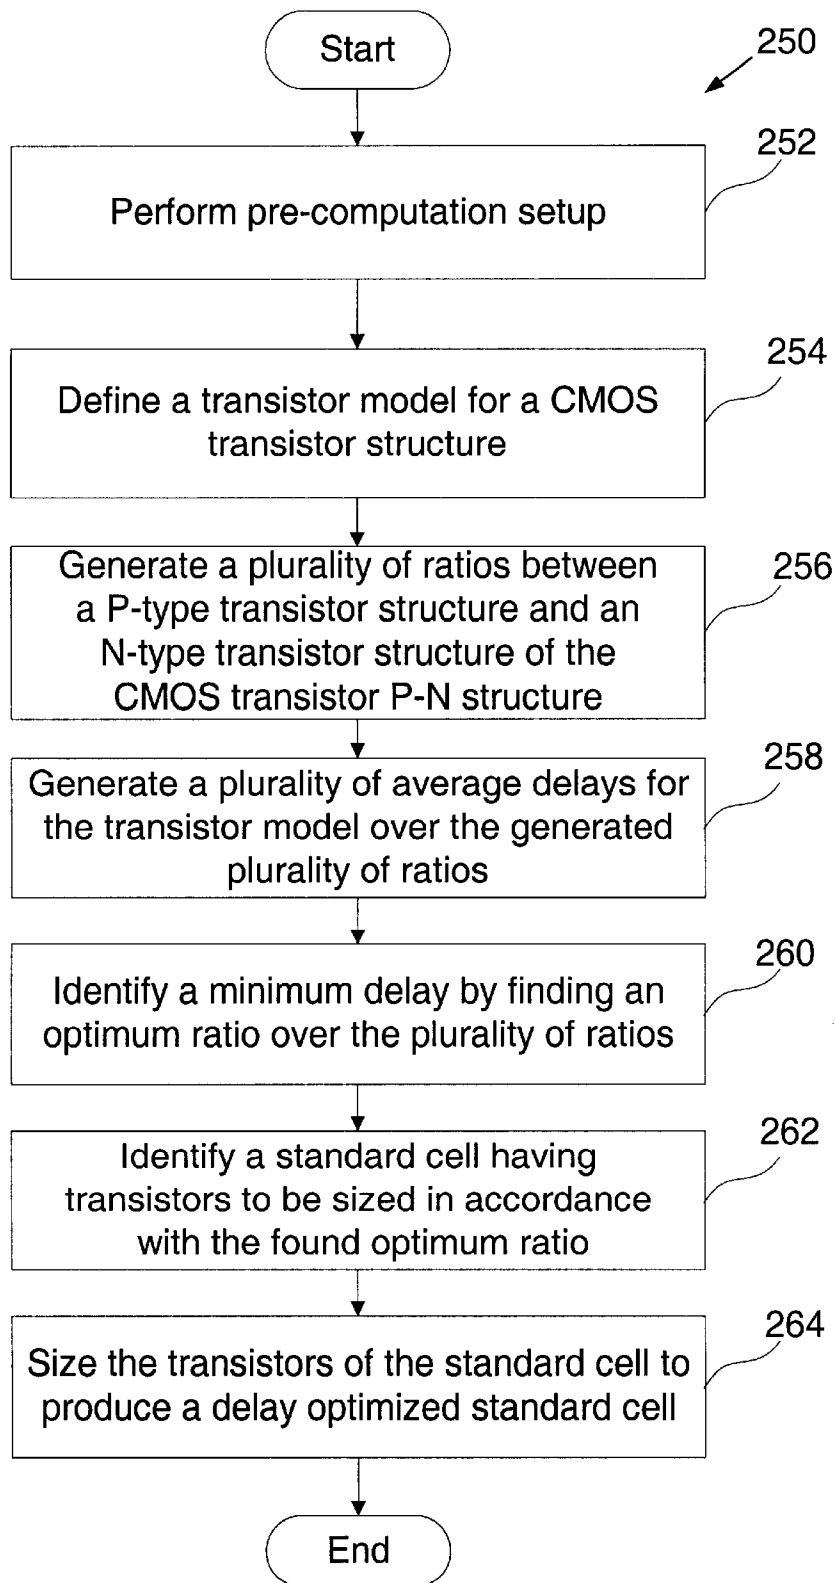 Start
250
252
Perform pre-computation setup
254
Define a transistor model for a CMOS
transistor structure
256
Generate a plurality of ratios between
a P-type transistor structure and an
N-type transistor structure of the
CMOS transistor P-N structure
258
Generate a plurality of average delays for
the transistor model over the generated
plurality of ratios
260
Identify a minimum delay by finding an
optimum ratio over the plurality of ratios
262
Identify a standard cell having
transistors to be sized in accordance
with the found optimum ratio
264
Size the transistors of the standard cell to
produce a delay optimized standard cell
End